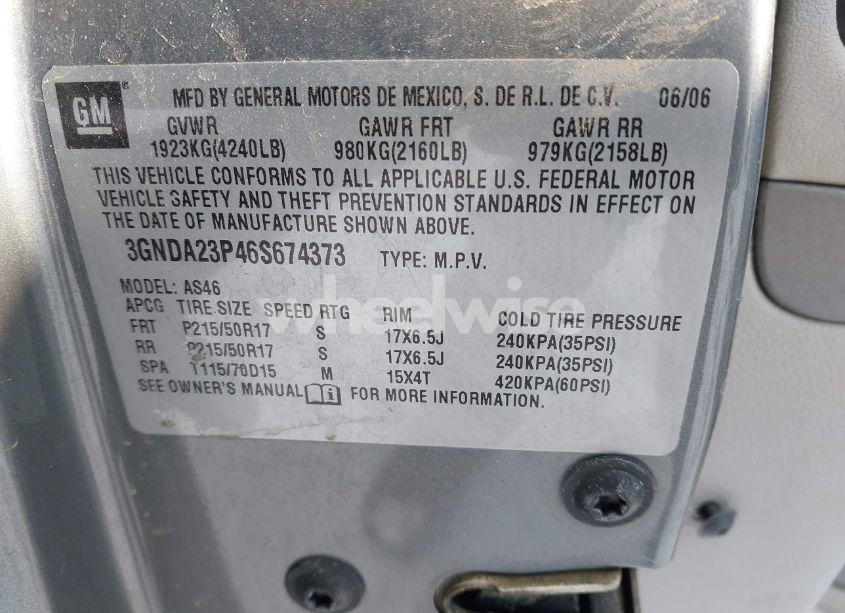 GM
MFD BY GENERAL MOTORS DE MEXICO, S. DE R.L. DE C.V. 06/06
GVWR GAWR FRT GAWR RR
1923KG(4240LB) 980KG(2160LB) 979KG(2158LB)
THIS VEHICLE CONFORMS TO ALL APPLICABLE U.S. FEDERAL MOTOR
VEHICLE SAFETY AND THEFT PREVENTION STANDARDS IN EFFECT ON
THE DATE OF MANUFACTURE SHOWN ABOVE.
3GNDA23P46S674373 TYPE: M.P.V.
MODEL: AS46
APCG TIRE SIZE SPEED RTG RIM COLD TIRE PRESSURE
FRT P215/50R17 S 17X6.5J 240KPA(35PSI)
RR P215/50R17 S 17X6.5J 240KPA(35PSI)
SPA T115/70D15 M 15X4T 420KPA(60PSI)
SEE OWNER'S MANUAL FOR MORE INFORMATION.
wheelwise